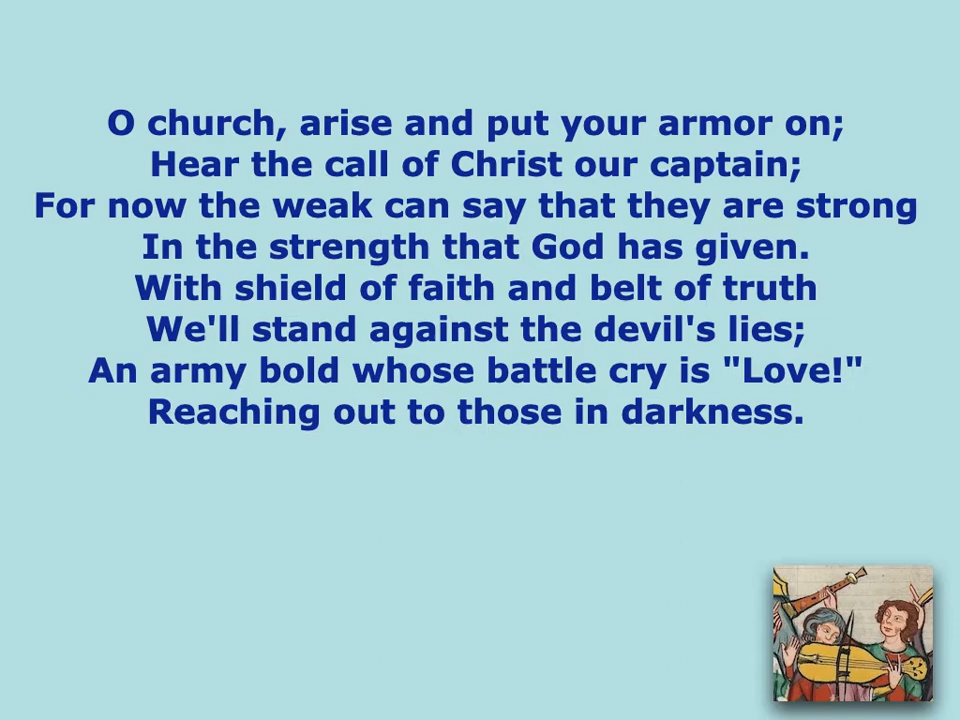 O church, arise and put your armor on;
Hear the call of Christ our captain;
For now the weak can say that they are strong
In the strength that God has given.
With shield of faith and belt of truth
We'll stand against the devil's lies;
An army bold whose battle cry is "Love!"
Reaching out to those in darkness.